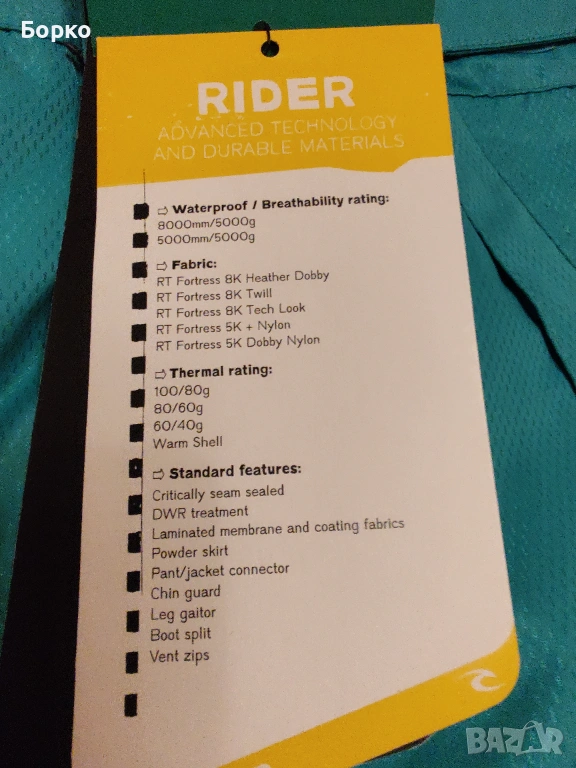 Борко
RIDER
ADVANCED TECHNOLOGY
AND DURABLE MATERIALS
⇨ Waterproof / Breathability rating:
8000mm/5000g
5000mm/5000g
⇨ Fabric:
RT Fortress 8K Heather Dobby
RT Fortress 8K Twill
RT Fortress 8K Tech Look
RT Fortress 5K + Nylon
RT Fortress 5K Dobby Nylon
⇨ Thermal rating:
100/80g
80/60g
60/40g
Warm Shell
⇨ Standard features:
Critically seam sealed
DWR treatment
Laminated membrane and coating fabrics
Powder skirt
Pant/jacket connector
Chin guard
Leg gaitor
Boot split
Vent zips
BAZAR